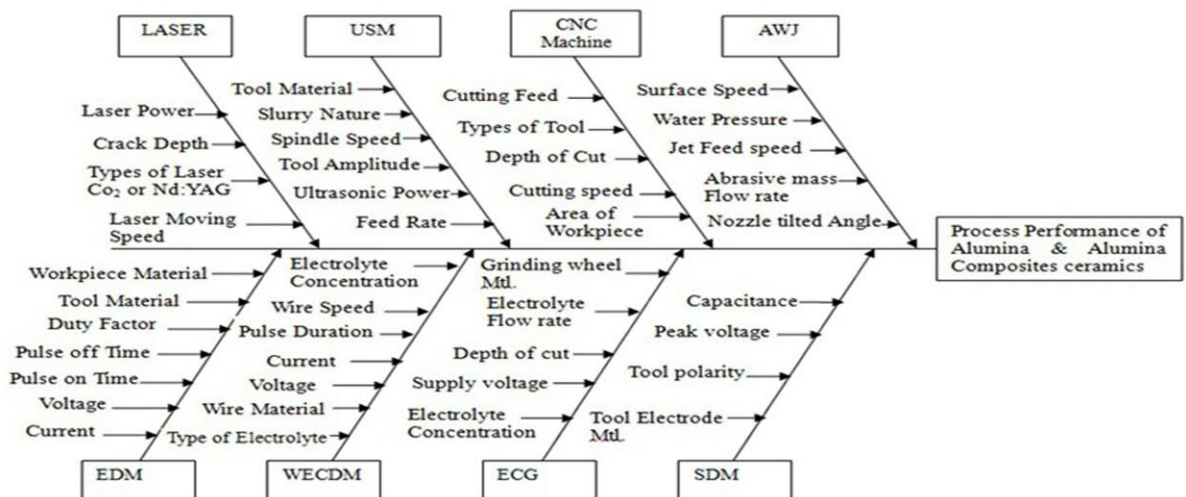 LASER
USM
CNC
Machine
AWJ
Laser Power
Crack Depth
Types of Laser
Co₂ or Nd:YAG
Laser Moving
Speed
Tool Material
Slurry Nature
Spindle Speed
Tool Amplitude
Ultrasonic Power
Feed Rate
Cutting Feed
Types of Tool
Depth of Cut
Cutting speed
Area of
Workpiece
Surface Speed
Water Pressure
Jet Feed speed
Abrasive mass
Flow rate
Nozzle tilted Angle
Process Performance of
Alumina & Alumina
Composites ceramics
Workpiece Material
Tool Material
Duty Factor
Pulse off Time
Pulse on Time
Voltage
Current
Electrolyte
Concentration
Wire Speed
Pulse Duration
Current
Voltage
Wire Material
Type of Electrolyte
Grinding wheel
Mtl.
Electrolyte
Flow rate
Depth of cut
Supply voltage
Electrolyte
Concentration
Capacitance
Peak voltage
Tool polarity
Tool Electrode
Mtl.
EDM
WECDM
ECG
SDM